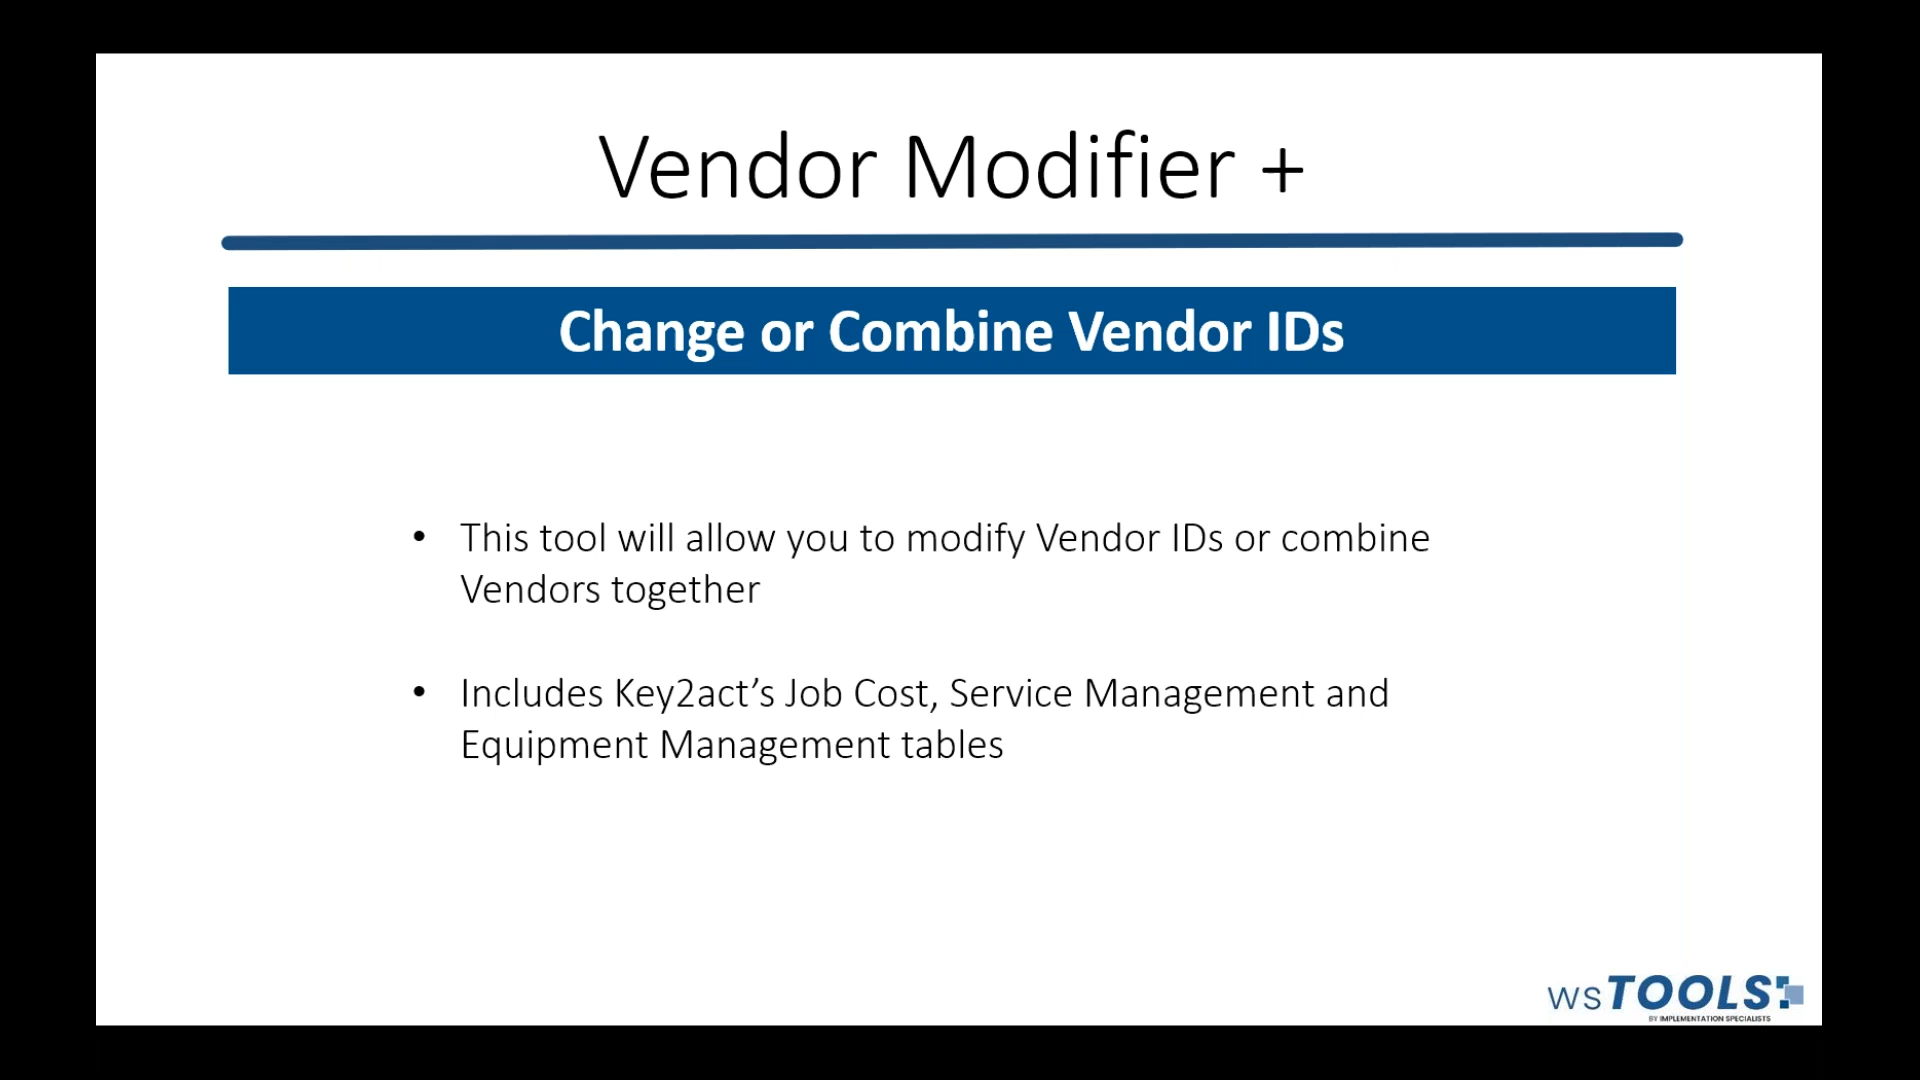 Vendor Modifier +
Change or Combine Vendor IDs
• This tool will allow you to modify Vendor IDs or combine
Vendors together
• Includes Key2act’s Job Cost, Service Management and
Equipment Management tables
wsTOOLS
BY IMPLEMENTATION SPECIALISTS